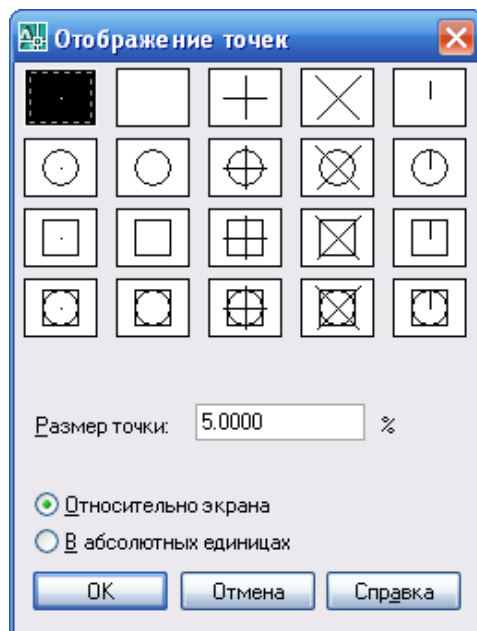 Отображение точек
Размер точки: 5.0000 %
Относительно экрана
В абсолютных единицах
OK Отмена Справка